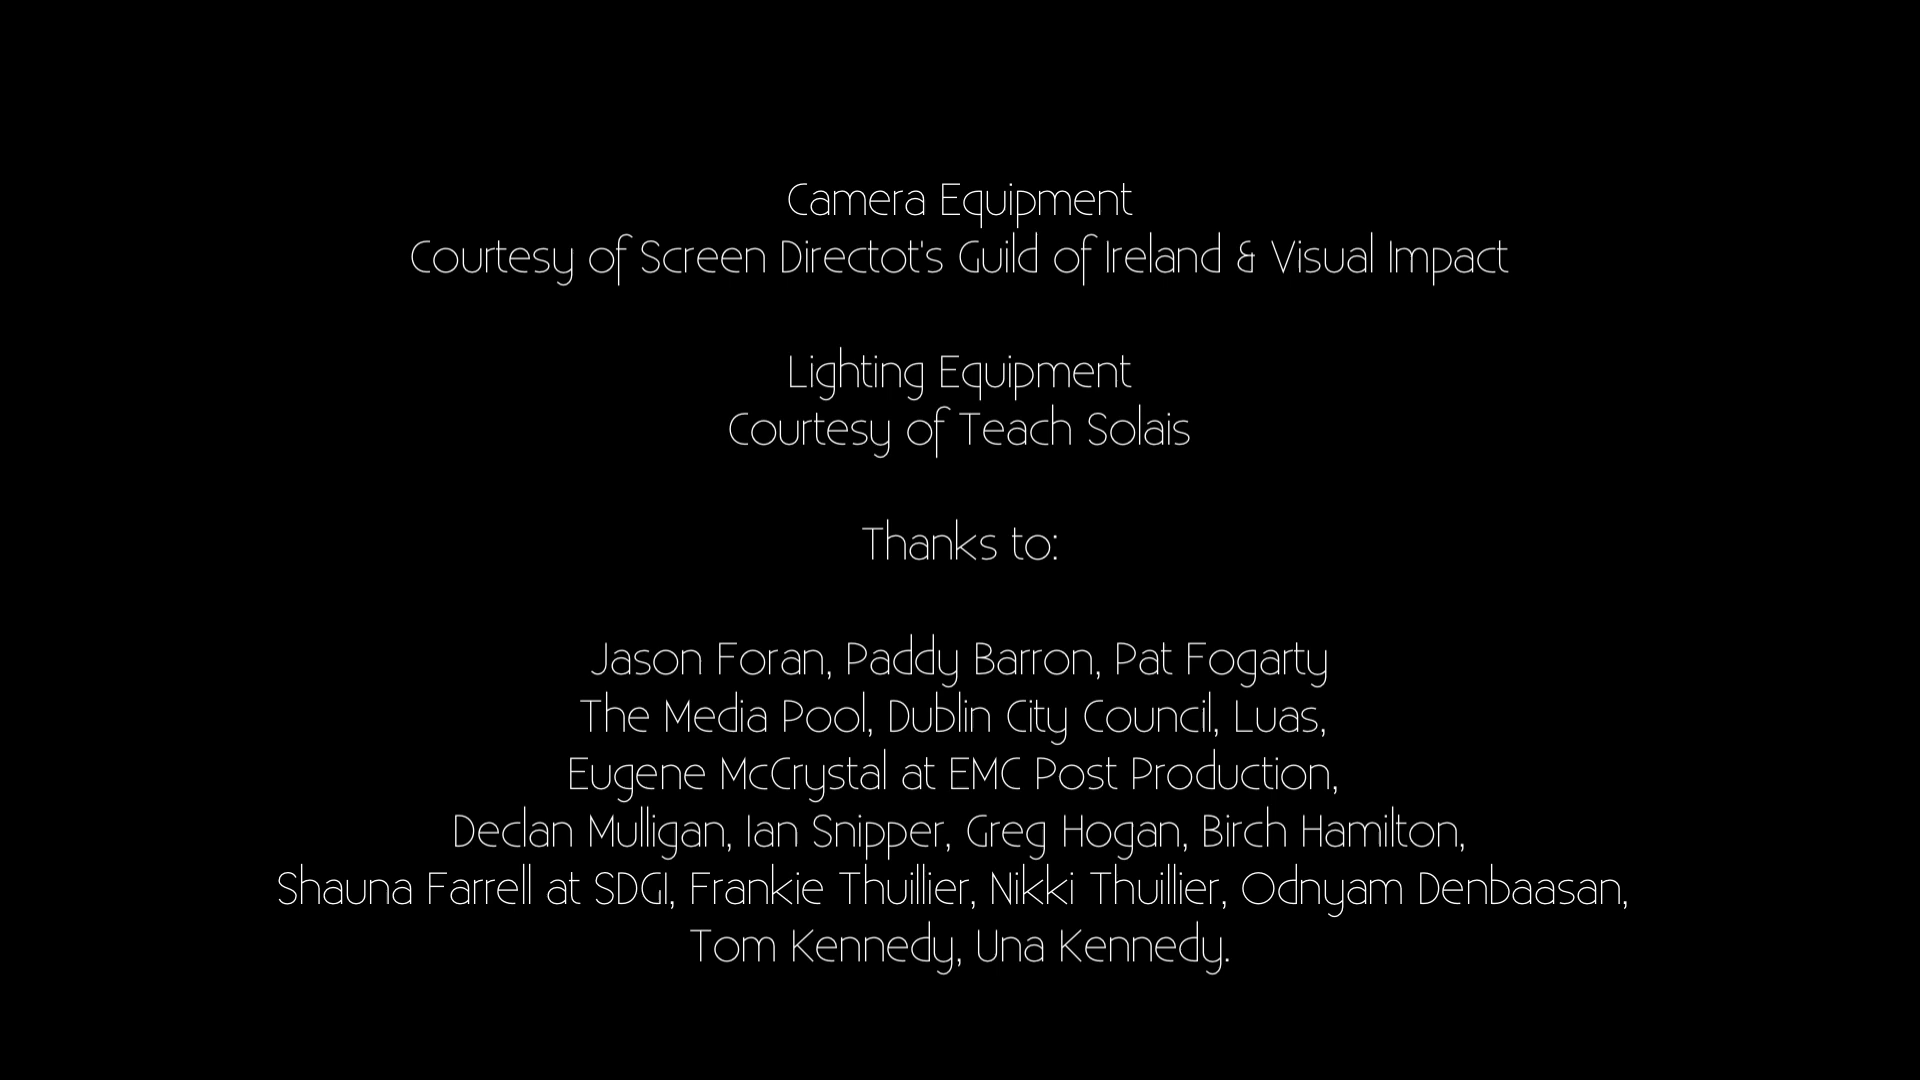 Camera Equipment
Courtesy of Screen Directot's Guild of Ireland & Visual Impact
Lighting Equipment
Courtesy of Teach Solais
Thanks to:
Jason Foran, Paddy Barron, Pat Fogarty
The Media Pool, Dublin City Council, Luas,
Eugene McCrystal at EMC Post Production,
Declan Mulligan, Ian Snipper, Greg Hogan, Birch Hamilton,
Shauna Farrell at SDGI, Frankie Thuillier, Nikki Thuillier, Odnyam Denbaasan,
Tom Kennedy, Una Kennedy.